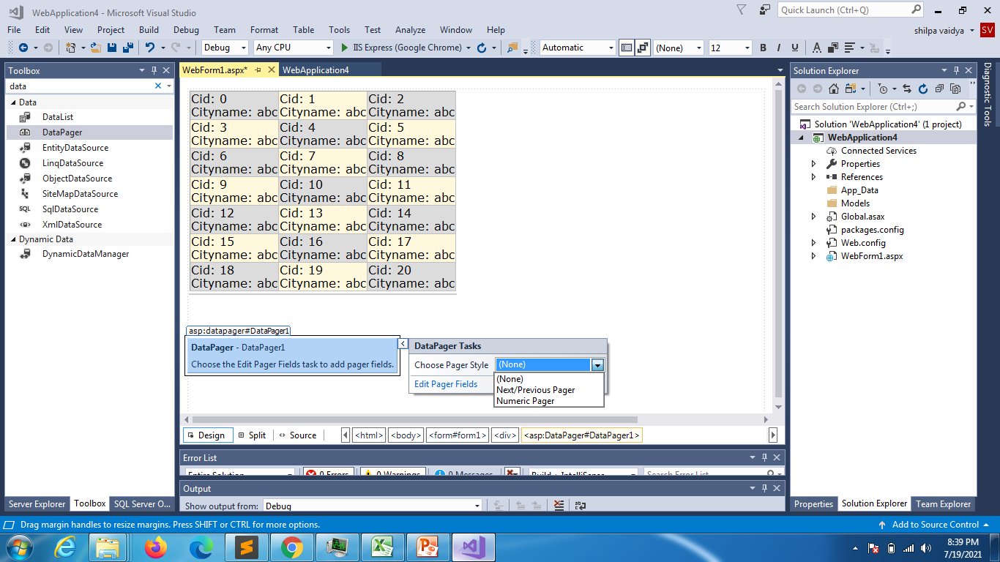 WebApplication4 - Microsoft Visual Studio
Quick Launch (Ctrl+Q)
File Edit View Project Build Debug Team Format Table Tools Test Analyze Window Help
shilpa vaidya SV
Debug Any CPU IIS Express (Google Chrome) Automatic (None) 12 B I U A
Toolbox
data
Data
DataList
DataPager
EntityDataSource
LinqDataSource
ObjectDataSource
SiteMapDataSource
SQL SqlDataSource
XmlDataSource
Dynamic Data
DynamicDataManager
Server Explorer Toolbox SQL Server O...
WebForm1.aspx* WebApplication4
Cid: 0 Cid: 1 Cid: 2
Cityname: abc Cityname: abc Cityname: abc
Cid: 3 Cid: 4 Cid: 5
Cityname: abc Cityname: abc Cityname: abc
Cid: 6 Cid: 7 Cid: 8
Cityname: abc Cityname: abc Cityname: abc
Cid: 9 Cid: 10 Cid: 11
Cityname: abc Cityname: abc Cityname: abc
Cid: 12 Cid: 13 Cid: 14
Cityname: abc Cityname: abc Cityname: abc
Cid: 15 Cid: 16 Cid: 17
Cityname: abc Cityname: abc Cityname: abc
Cid: 18 Cid: 19 Cid: 20
Cityname: abc Cityname: abc Cityname: abc
asp:datapager#DataPager1
DataPager - DataPager1
Choose the Edit Pager Fields task to add pager fields.
DataPager Tasks
Choose Pager Style (None)
Edit Pager Fields
(None)
Next/Previous Pager
Numeric Pager
Design Split Source <html> <body> <form#form1> <div> <asp:DataPager#DataPager1>
Error List
Entire Solution 0 Errors 0 Warnings 0 Messages Build + IntelliSense Search Error List
Output
Show output from: Debug
Solution Explorer
Search Solution Explorer (Ctrl+;)
Solution 'WebApplication4' (1 project)
WebApplication4
Connected Services
Properties
References
App_Data
Models
Global.asax
packages.config
Web.config
WebForm1.aspx
Properties Solution Explorer Team Explorer
Diagnostic Tools
Drag margin handles to resize margins. Press SHIFT or CTRL for more options.
Add to Source Control
8:39 PM
7/19/2021